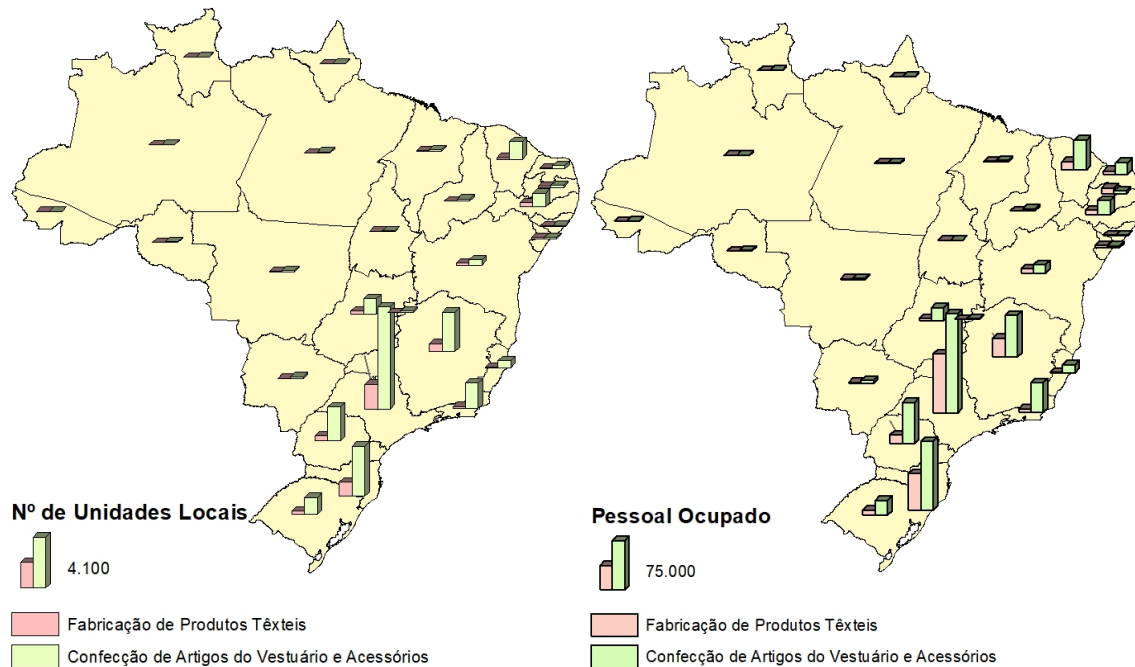 Nº de Unidades Locais
4.100
Fabricação de Produtos Têxteis
Confecção de Artigos do Vestuário e Acessórios
Pessoal Ocupado
75.000
Fabricação de Produtos Têxteis
Confecção de Artigos do Vestuário e Acessórios